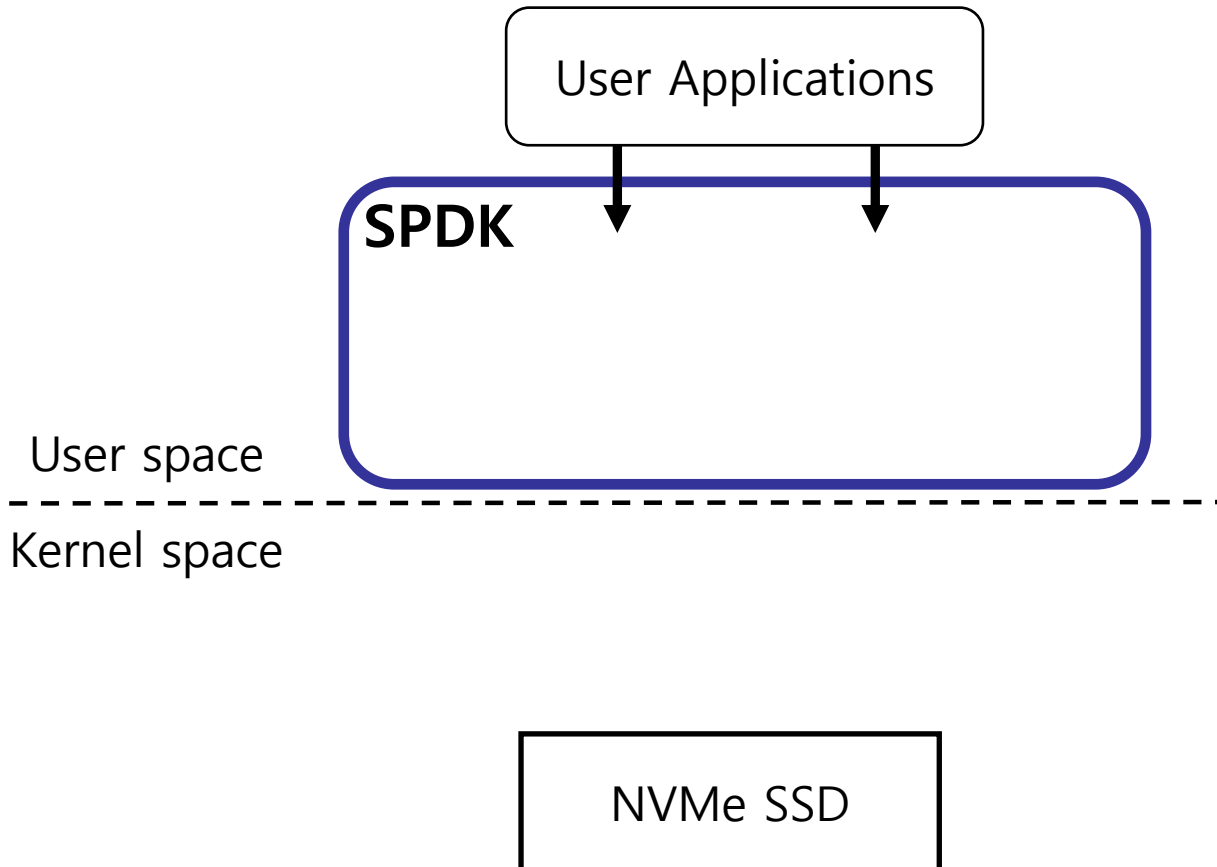 User Applications
SPDK
User space
Kernel space
NVMe SSD